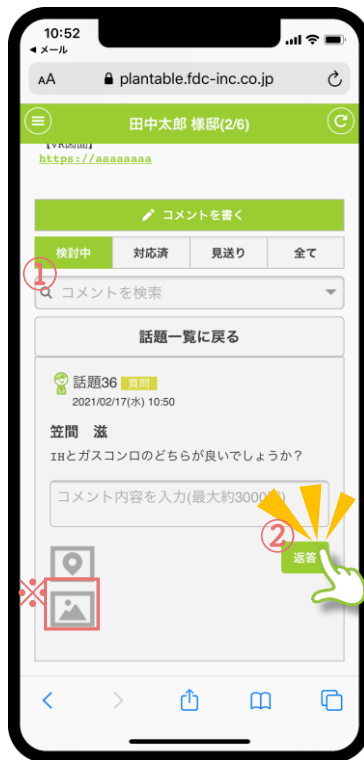 10:52
◀ メール
AA plantable.fdc-inc.co.jp
田中太郎 様邸(2/6)
https://aaaaaaaa
コメントを書く
検討中 対応済 見送り 全て
①
コメントを検索
話題一覧に戻る
話題36 質問
2021/02/17(水) 10:50
笠間 滋
IHとガスコンロのどちらが良いでしょうか？
コメント内容を入力(最大約3000
②
返答
※